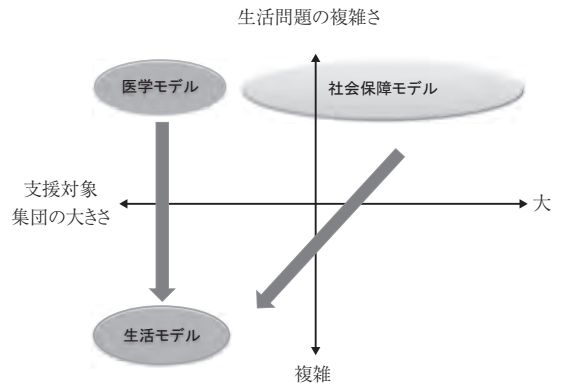 生活問題の複雑さ
医学モデル
社会保障モデル
支援対象
集団の大きさ
大
生活モデル
複雑